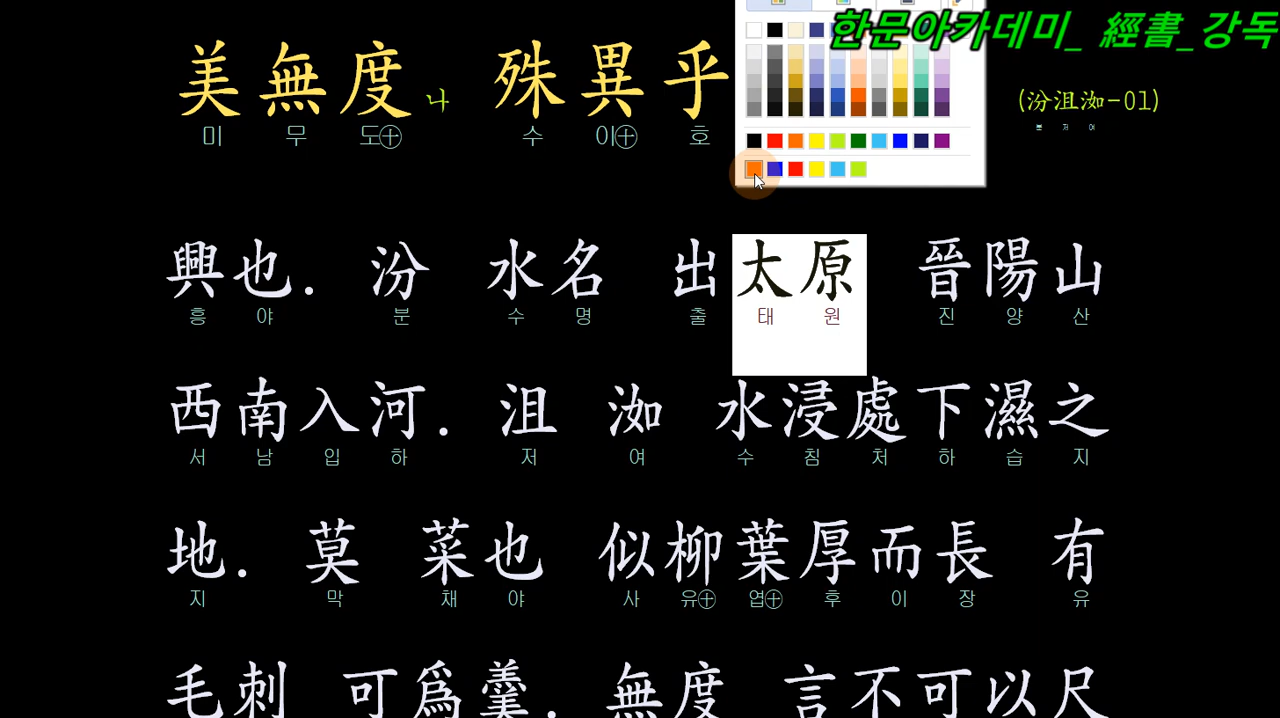 한문아카데미_ 經書_강독
美無度ㅻ 殊異乎
미 무 도㊉ 수 이㊉ 호
(汾沮洳-01)
분 저 여
興也. 汾 水名 出太原 晉陽山
흥 야 분 수 명 출 태 원 진 양 산
西南入河. 沮 洳 水浸處下濕之
서 남 입 하 저 여 수 침 처 하 습 지
地. 莫 菜也 似柳葉厚而長 有
지 막 채 야 사 유㊉ 엽㊉ 후 이 장 유
毛刺 可爲羹. 無度 言不可以尺